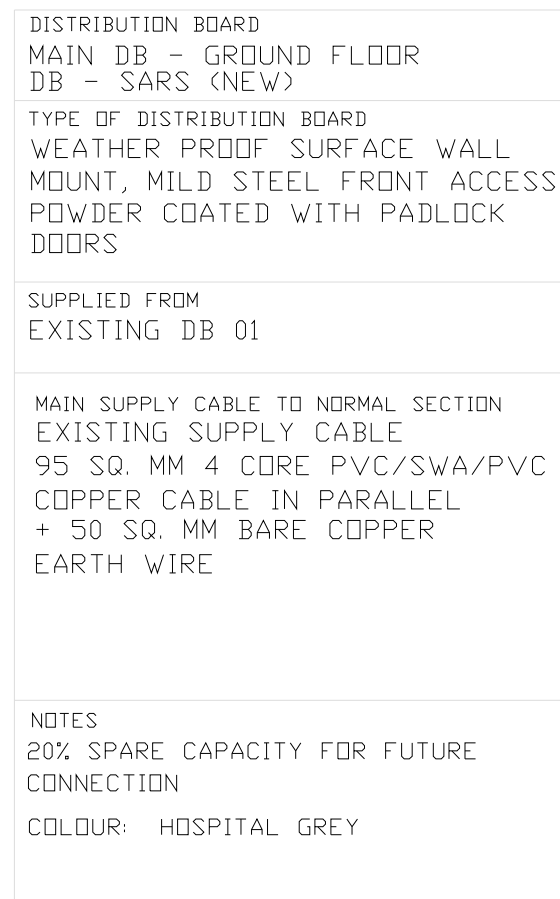 DISTRIBUTION BOARD
MAIN DB - GROUND FLOOR
DB - SARS (NEW)
TYPE OF DISTRIBUTION BOARD
WEATHER PROOF SURFACE WALL
MOUNT, MILD STEEL FRONT ACCESS
POWDER COATED WITH PADLOCK
DOORS
SUPPLIED FROM
EXISTING DB 01
MAIN SUPPLY CABLE TO NORMAL SECTION
EXISTING SUPPLY CABLE
95 SQ. MM 4 CORE PVC/SWA/PVC
COPPER CABLE IN PARALLEL
+ 50 SQ. MM BARE COPPER
EARTH WIRE
NOTES
20% SPARE CAPACITY FOR FUTURE
CONNECTION
COLOUR: HOSPITAL GREY